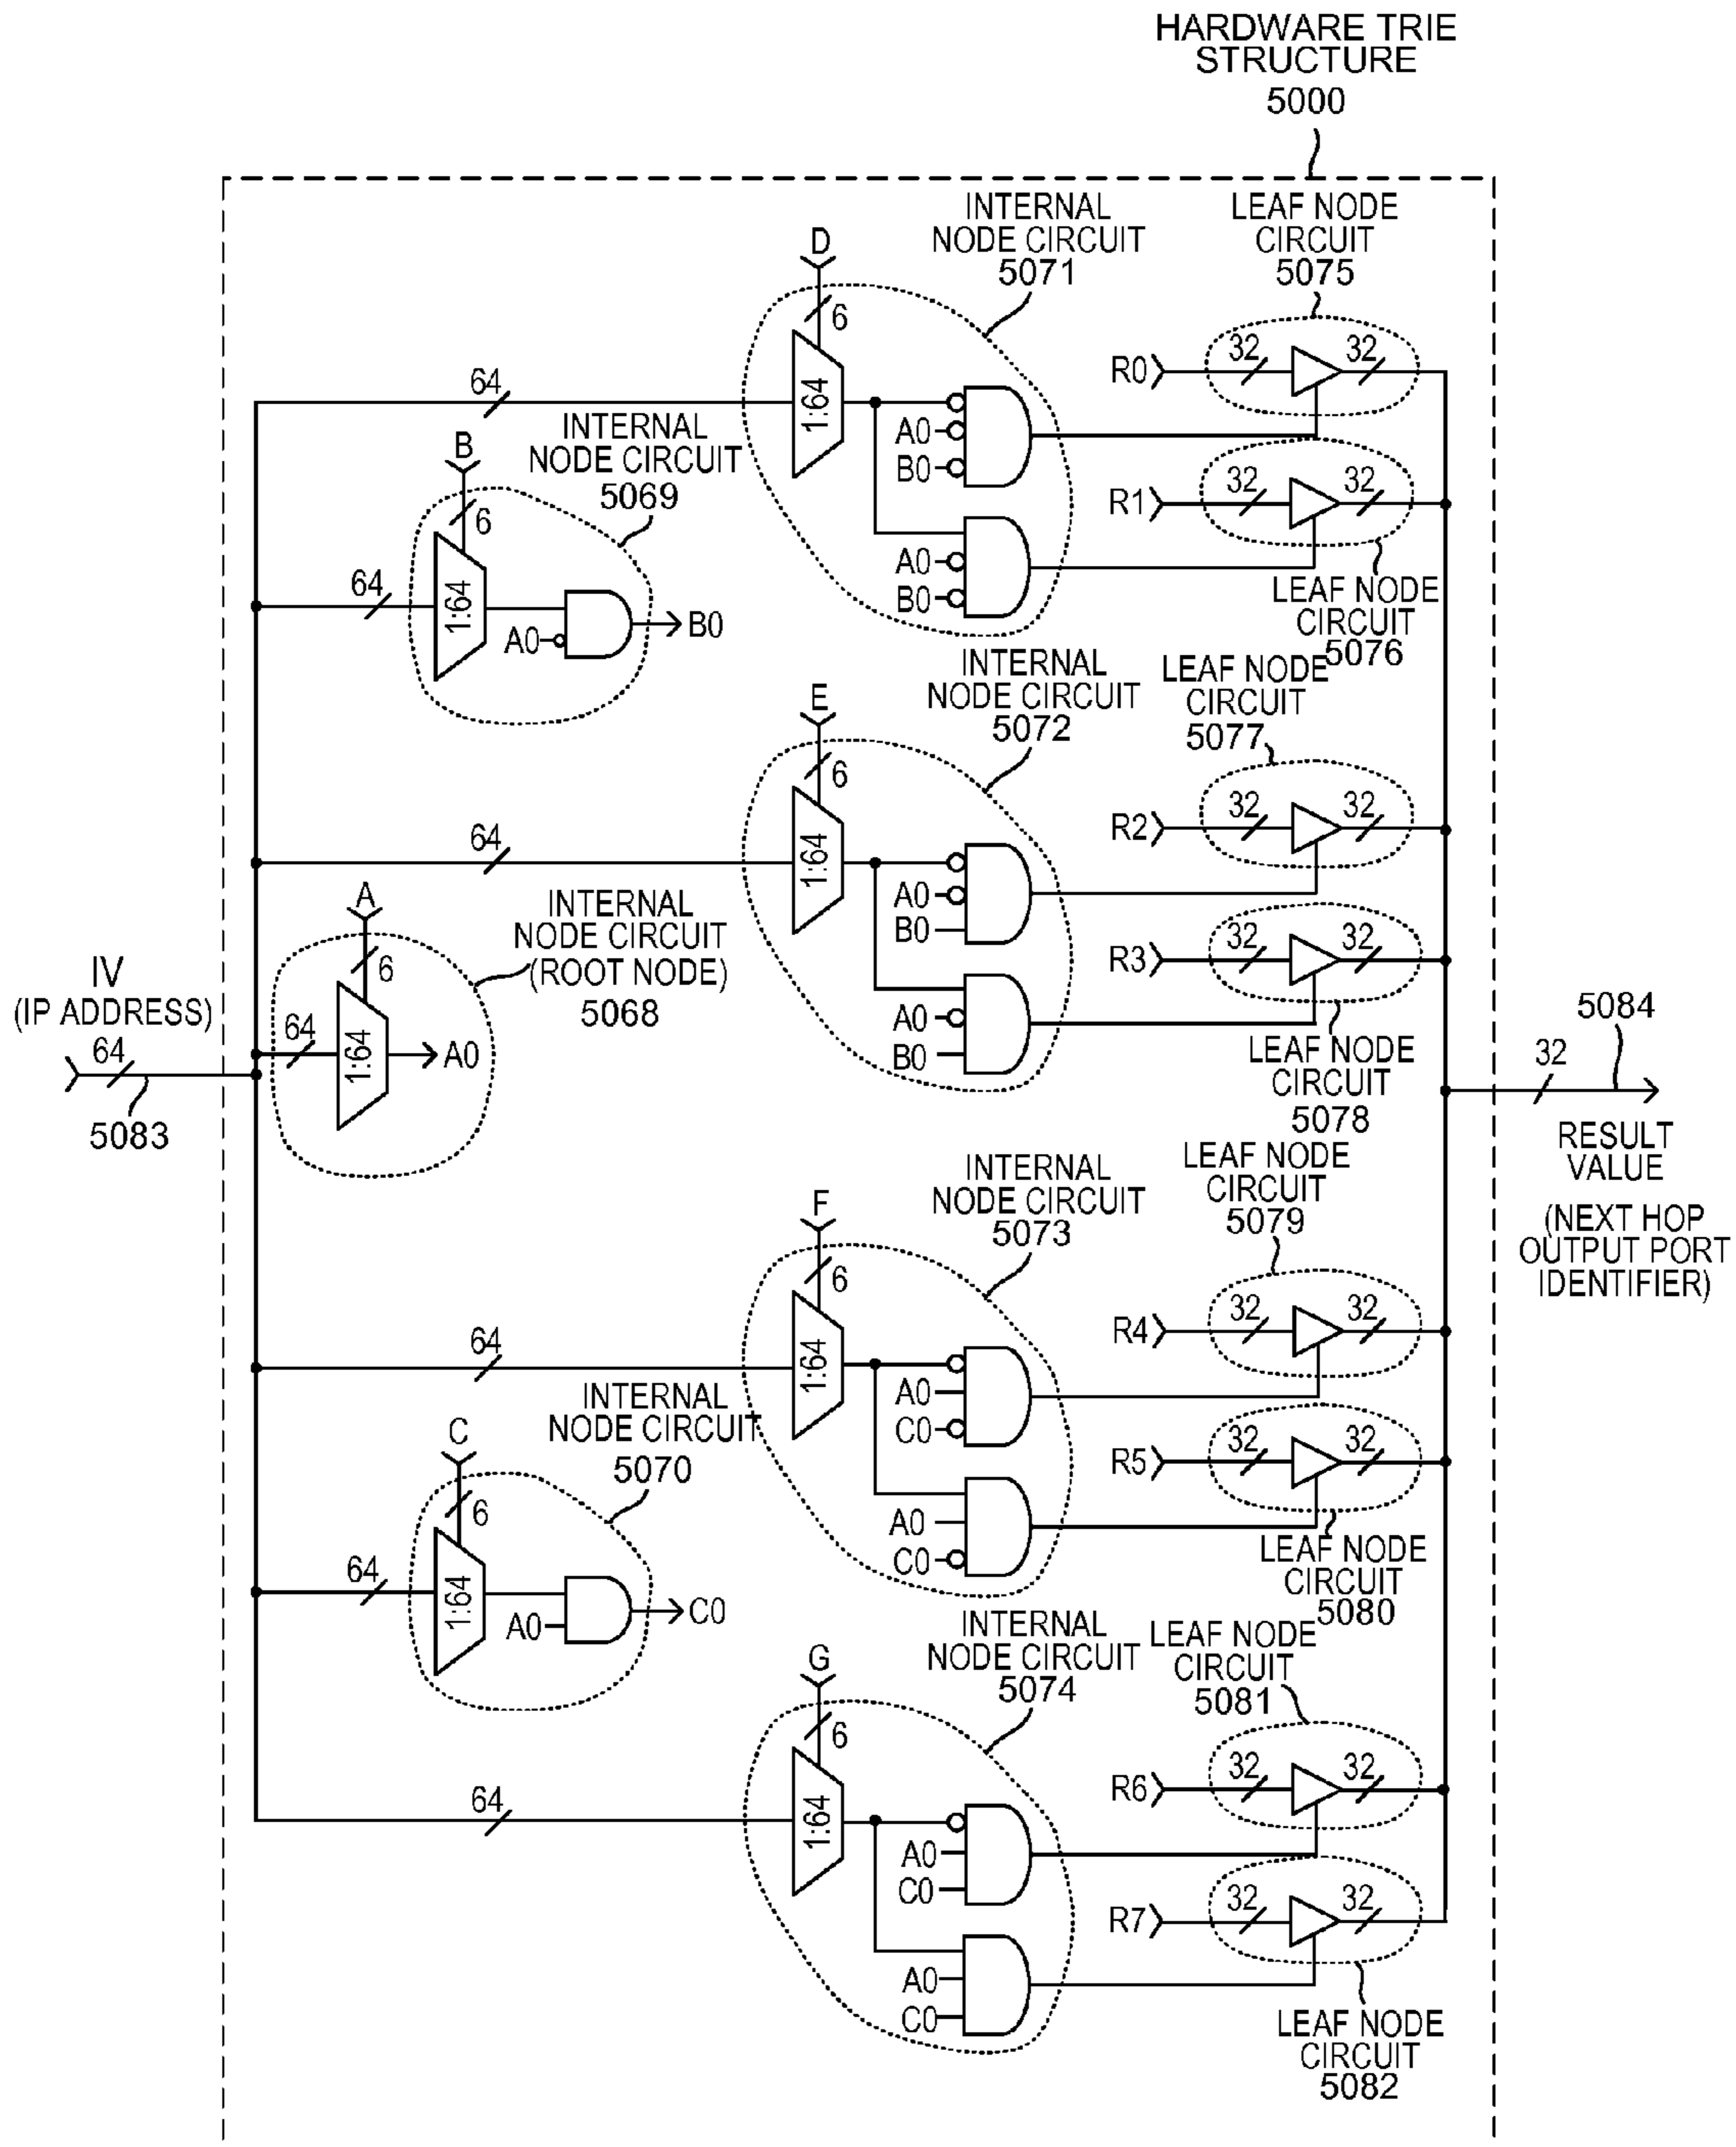 HARDWARE TRIE
STRUCTURE
5000
INTERNAL
NODE CIRCUIT
5071
LEAF NODE
CIRCUIT
5075
D
6
1:64
64
A0
B0
A0
B0
R0
32
32
R1
32
32
LEAF NODE
CIRCUIT
5076
INTERNAL
NODE CIRCUIT
5069
B
6
64
1:64
A0
B0
INTERNAL
NODE CIRCUIT
5072
LEAF NODE
CIRCUIT
5077
E
6
64
1:64
A0
B0
A0
B0
R2
32
32
R3
32
32
LEAF NODE
CIRCUIT
5078
INTERNAL
NODE CIRCUIT
(ROOT NODE)
5068
A
6
64
1:64
A0
IV
(IP ADDRESS)
64
5083
5084
32
RESULT
VALUE
(NEXT HOP
OUTPUT PORT
IDENTIFIER)
INTERNAL
NODE CIRCUIT
5073
LEAF NODE
CIRCUIT
5079
F
6
64
1:64
A0
C0
A0
C0
R4
32
32
R5
32
32
LEAF NODE
CIRCUIT
5080
INTERNAL
NODE CIRCUIT
5070
C
6
64
1:64
A0
C0
INTERNAL
NODE CIRCUIT
5074
LEAF NODE
CIRCUIT
5081
G
6
64
1:64
A0
C0
A0
C0
R6
32
32
R7
32
32
LEAF NODE
CIRCUIT
5082